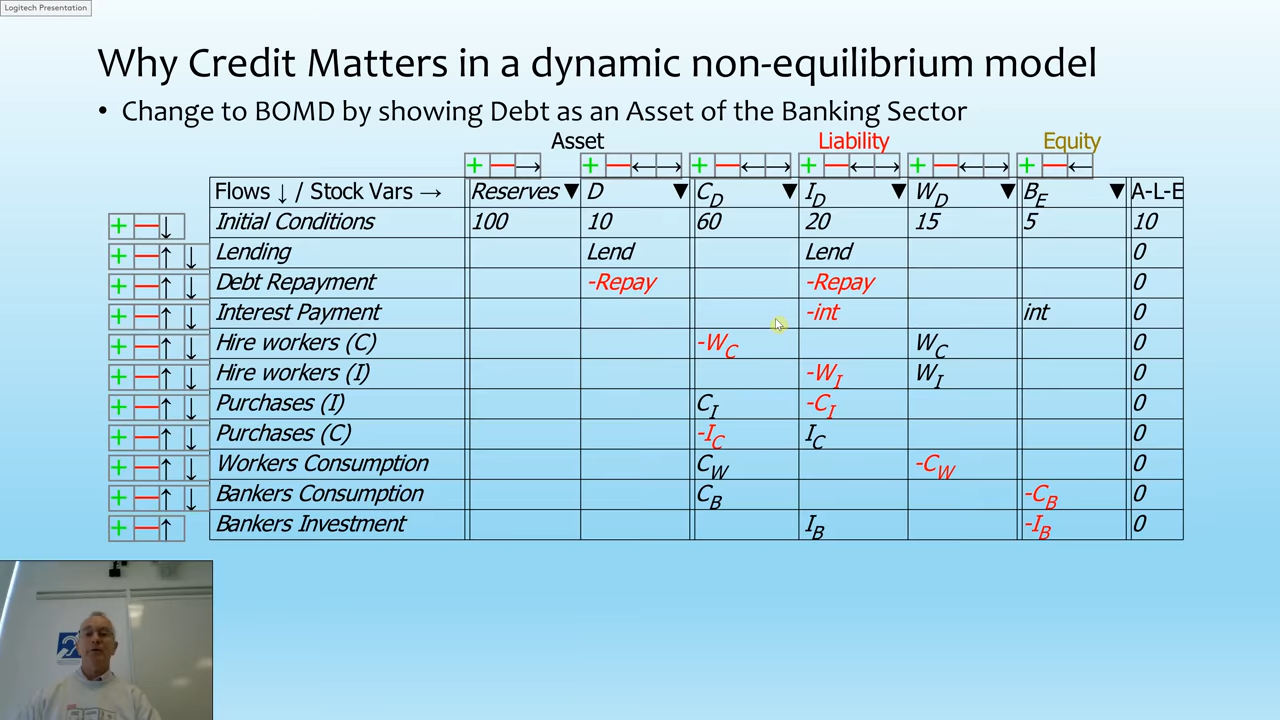 Logitech Presentation
Why Credit Matters in a dynamic non-equilibrium model
• Change to BOMD by showing Debt as an Asset of the Banking Sector
Asset Liability Equity
+ — → + — ← → + — ← → + — ← → + — ← → + — ←
Flows ↓ / Stock Vars → Reserves ▼ D ▼ C_D ▼ I_D ▼ W_D ▼ B_E ▼ A-L-E
+ — ↓ Initial Conditions 100 10 60 20 15 5 10
+ — ↑ ↓ Lending Lend Lend 0
+ — ↑ ↓ Debt Repayment -Repay -Repay 0
+ — ↑ ↓ Interest Payment -int int 0
+ — ↑ ↓ Hire workers (C) -W_C W_C 0
+ — ↑ ↓ Hire workers (I) -W_I W_I 0
+ — ↑ ↓ Purchases (I) C_I -C_I 0
+ — ↑ ↓ Purchases (C) -I_C I_C 0
+ — ↑ ↓ Workers Consumption C_W -C_W 0
+ — ↑ ↓ Bankers Consumption C_B -C_B 0
+ — ↑ Bankers Investment I_B -I_B 0